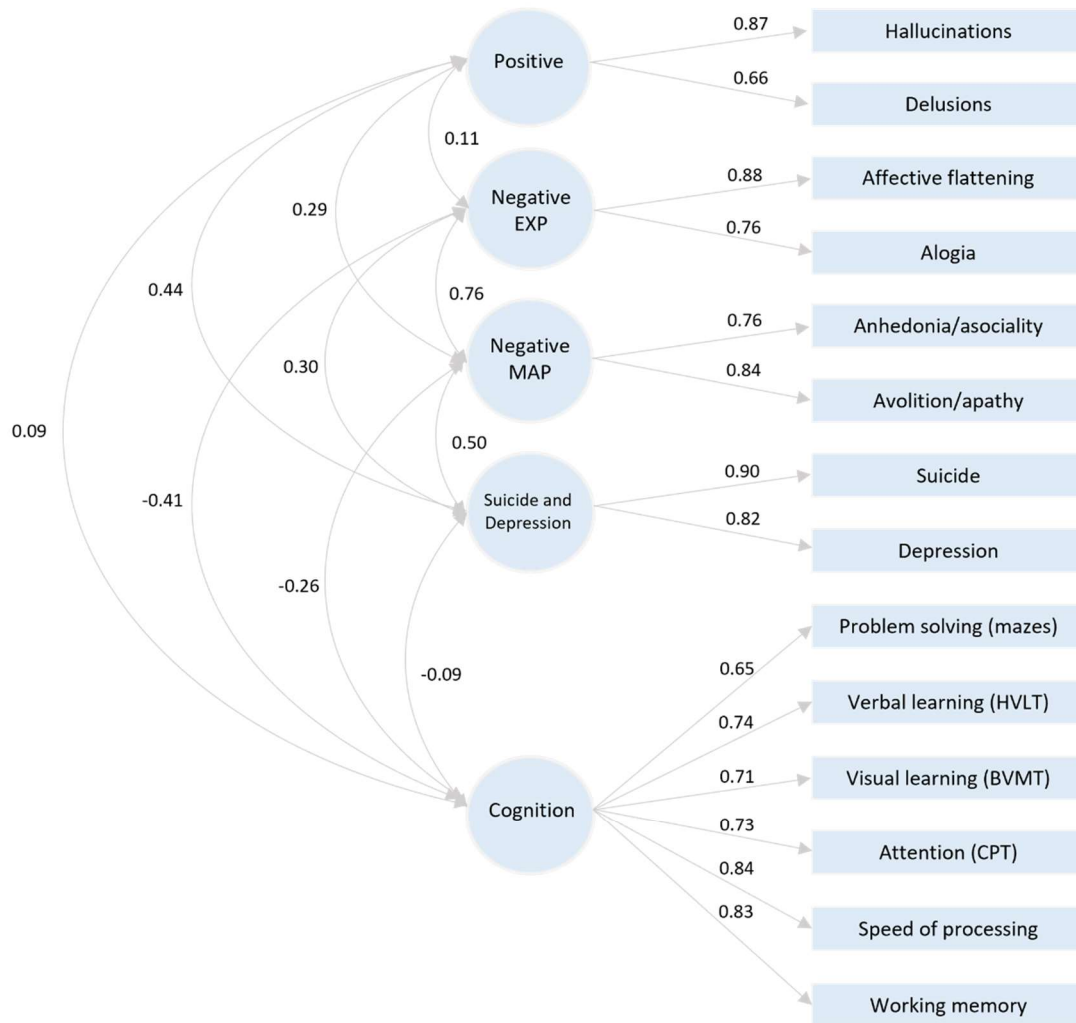 Positive
0.87
Hallucinations
0.66
Delusions
0.11
Negative
EXP
0.88
Affective flattening
0.76
Alogia
0.29
0.44
0.76
Negative
MAP
0.76
Anhedonia/asociality
0.84
Avolition/apathy
0.30
0.09
0.50
-0.41
Suicide and
Depression
0.90
Suicide
0.82
Depression
-0.26
-0.09
Cognition
0.65
Problem solving (mazes)
0.74
Verbal learning (HVLT)
0.71
Visual learning (BVMT)
0.73
Attention (CPT)
0.84
Speed of processing
0.83
Working memory